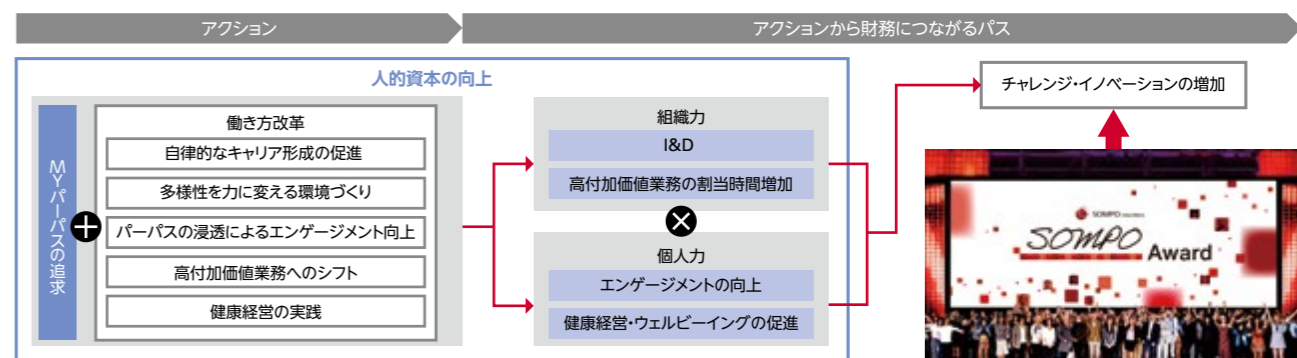 アクション
アクションから財務につながるパス
人的資本の向上
MYパーパスの追求
働き方改革
自律的なキャリア形成の促進
多様性を力に変える環境づくり
パーパスの浸透によるエンゲージメント向上
高付加価値業務へのシフト
健康経営の実践
組織力
I&D
高付加価値業務の割当時間増加
個人力
エンゲージメントの向上
健康経営・ウェルビーイングの促進
チャレンジ・イノベーションの増加
SOMPO
SOMPO
Award